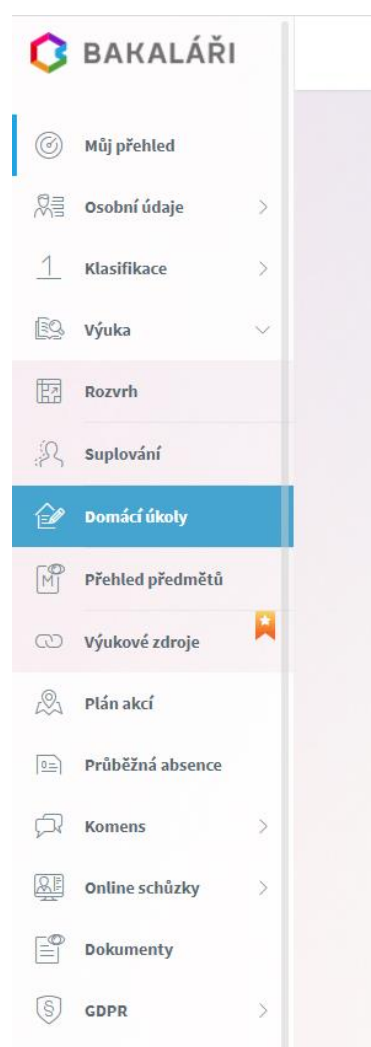 BAKALÁŘI
Můj přehled
Osobní údaje
1 Klasifikace
Výuka
Rozvrh
Suplování
Domácí úkoly
M Přehled předmětů
Výukové zdroje
Plán akcí
Průběžná absence
Komens
Online schůzky
Dokumenty
§ GDPR